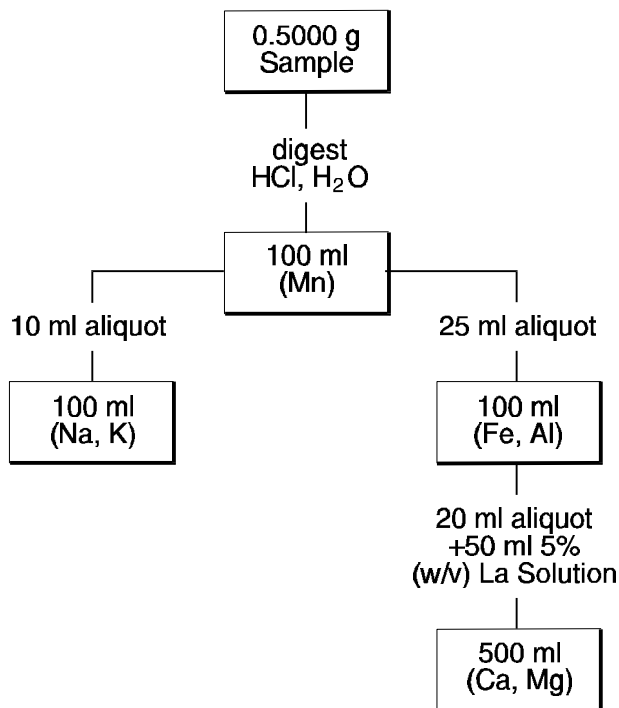 0.5000 g
Sample
digest
HCl, H₂O
100 ml
(Mn)
10 ml aliquot
25 ml aliquot
100 ml
(Na, K)
100 ml
(Fe, Al)
20 ml aliquot
+50 ml 5%
(w/v) La Solution
500 ml
(Ca, Mg)